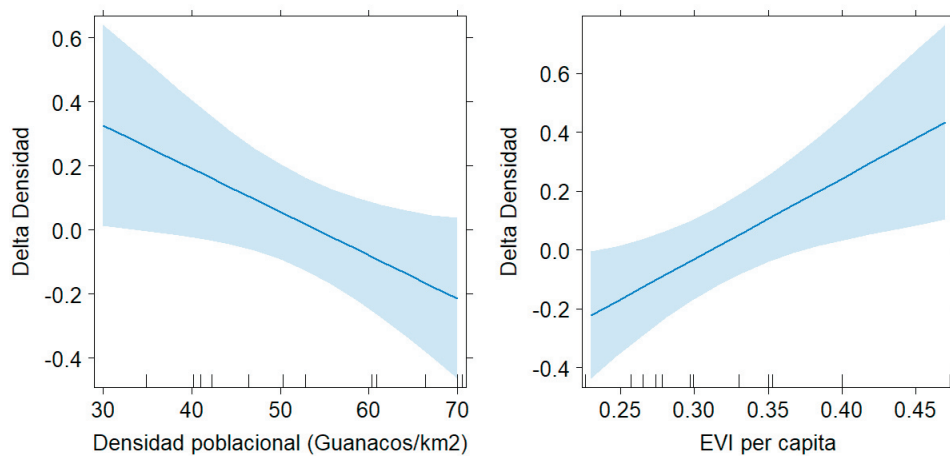 Delta Densidad
0.6
0.4
0.2
0.0
-0.2
-0.4
30 40 50 60 70
Densidad poblacional (Guanacos/km2)
Delta Densidad
0.6
0.4
0.2
0.0
-0.2
-0.4
0.25 0.30 0.35 0.40 0.45
EVI per capita